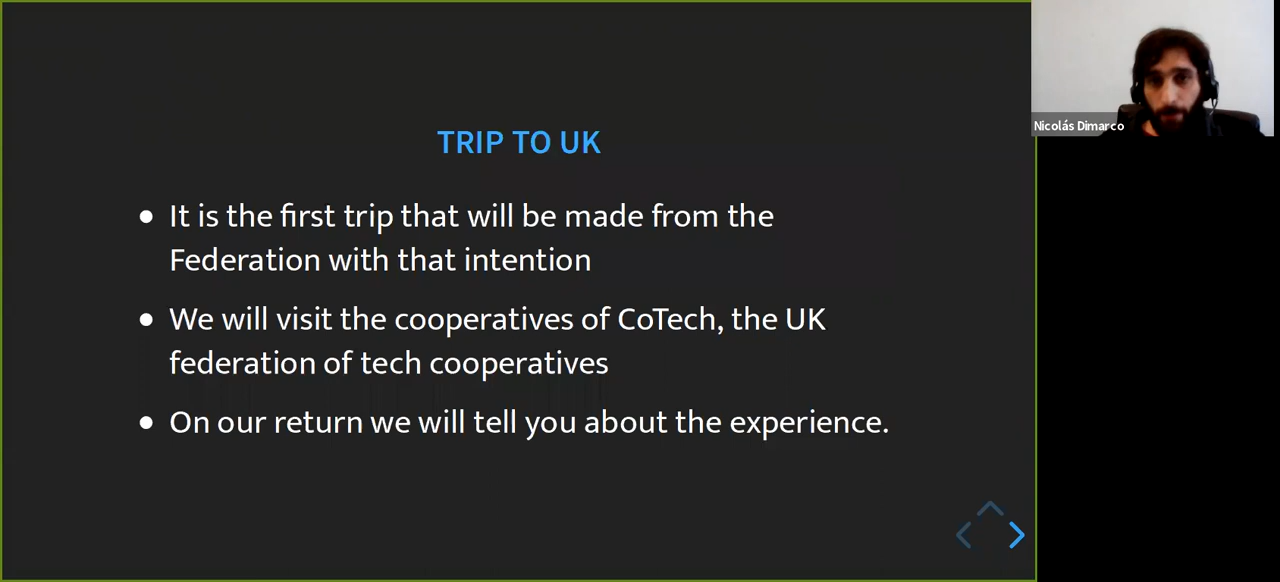 TRIP TO UK
• It is the first trip that will be made from the
Federation with that intention
• We will visit the cooperatives of CoTech, the UK
federation of tech cooperatives
• On our return we will tell you about the experience.
Nicolás Dimarco